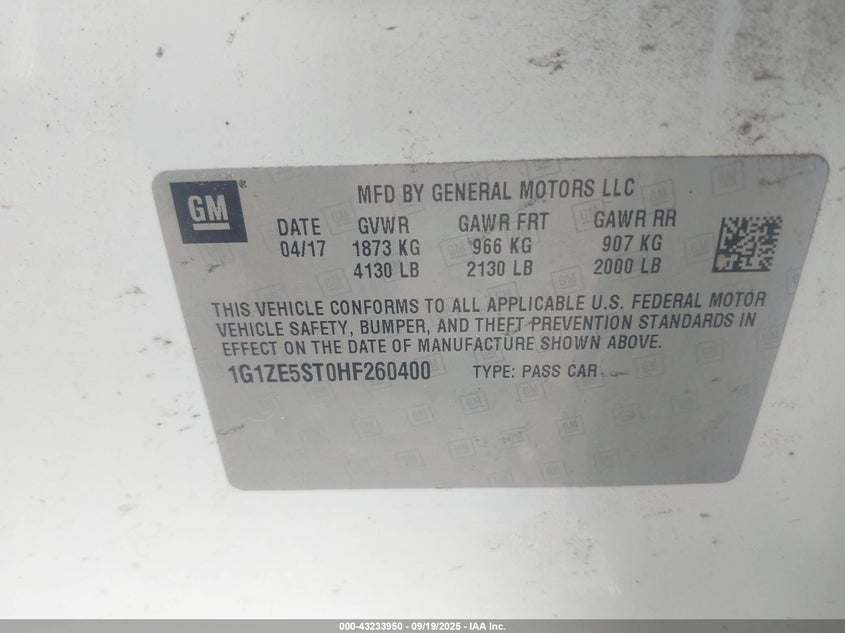 GM ®
MFD BY GENERAL MOTORS LLC
DATE GVWR GAWR FRT GAWR RR
04/17 1873 KG 966 KG 907 KG
4130 LB 2130 LB 2000 LB
THIS VEHICLE CONFORMS TO ALL APPLICABLE U.S. FEDERAL MOTOR
VEHICLE SAFETY, BUMPER, AND THEFT PREVENTION STANDARDS IN
EFFECT ON THE DATE OF MANUFACTURE SHOWN ABOVE.
1G1ZE5ST0HF260400 TYPE: PASS CAR
000-43233950 - 09/19/2025 - IAA Inc.